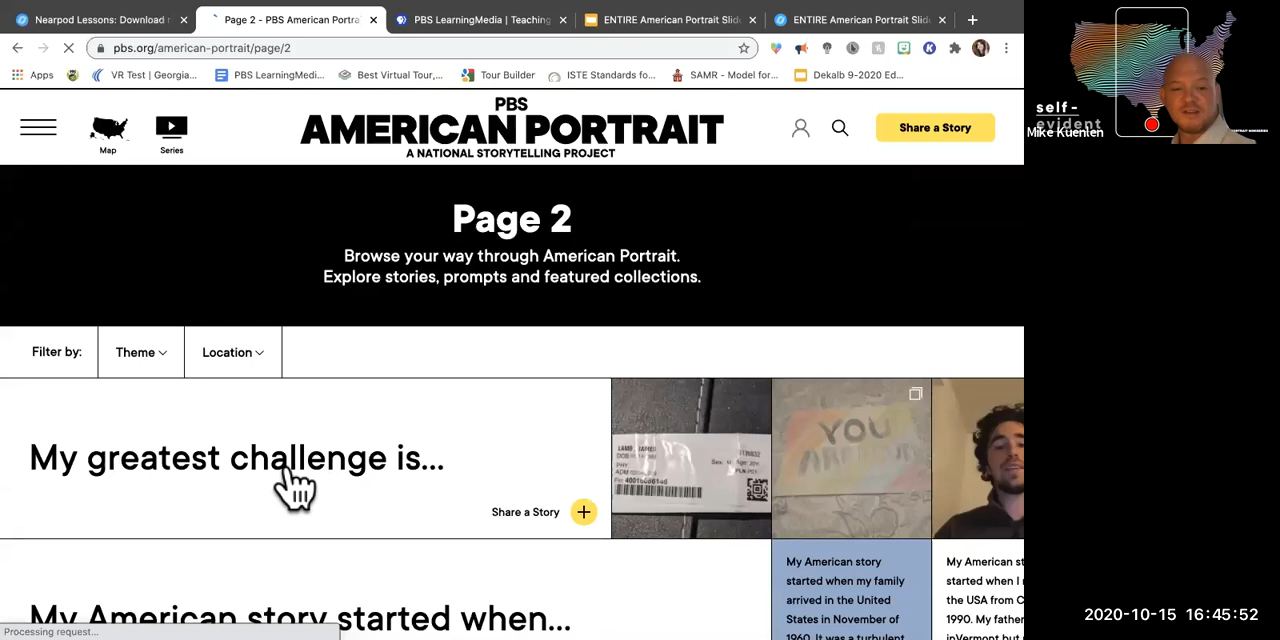 Neearpod Lessons: Download r
Page 2 - PBS American Portra
PBS LearningMedia | Teaching
ENTIRE American Portrait Slid
ENTIRE American Portrait Slid
pbs.org/american-portrait/page/2
Apps
VR Test | Georgia...
PBS LearningMedi...
Best Virtual Tour,...
Tour Builder
ISTE Standards fo...
SAMR - Model for...
Dekalb 9-2020 Ed...
Map
Series
PBS
AMERICAN PORTRAIT
A NATIONAL STORYTELLING PROJECT
Share a Story
self-
evident
Mike Kuenlen
Page 2
Browse your way through American Portrait.
Explore stories, prompts and featured collections.
Filter by:
Theme
Location
My greatest challenge is...
Share a Story
YOU
My American story started when...
My American story
started when my family
arrived in the United
States in November of
1960. It was a turbulent
My American st
started when I
the USA from C
1990. My father
inVermont but
Processing request...
2020-10-15 16:45:52